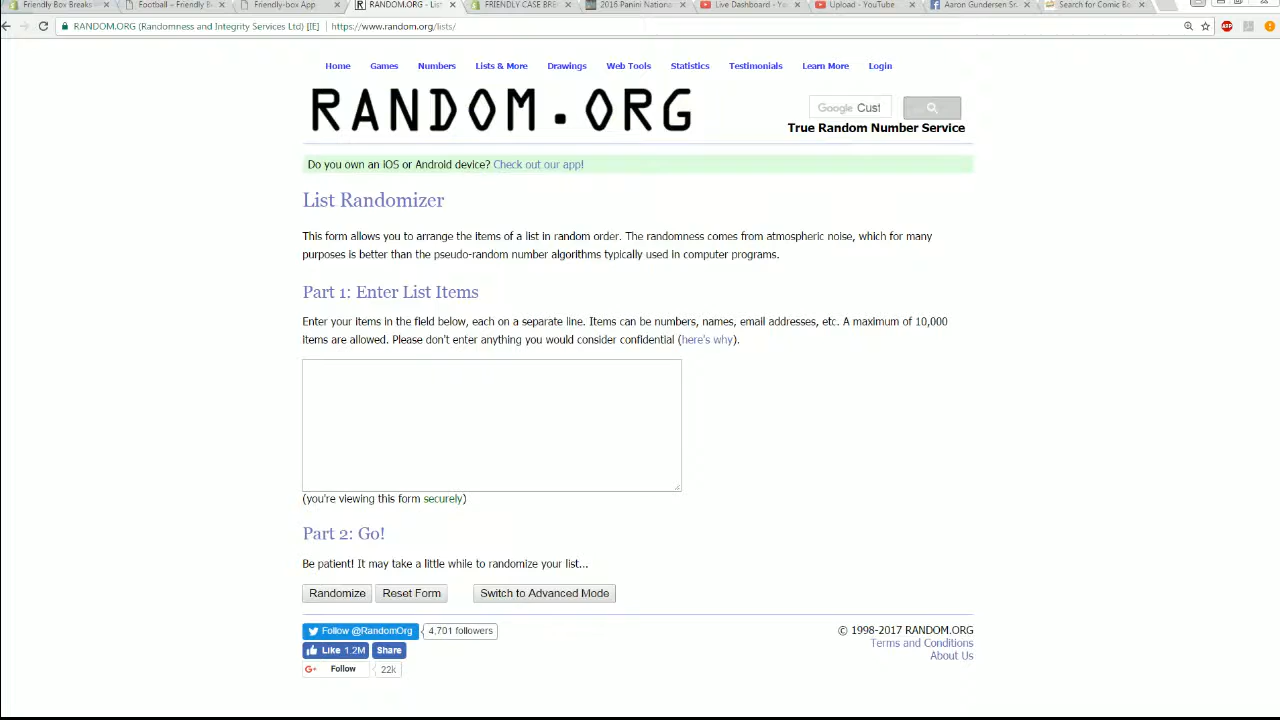 Friendly Box Breaks
Football – Friendly B
Friendly-box App
RANDOM.ORG - List
FRIENDLY CASE BRE
2016 Panini Nationa
Live Dashboard - Yo
Upload - YouTube
Aaron Gundersen Sr.
Search for Comic Bo
RANDOM.ORG (Randomness and Integrity Services Ltd) [IE]
https://www.random.org/lists/
ABP
Home Games Numbers Lists & More Drawings Web Tools Statistics Testimonials Learn More Login
RANDOM.ORG
Google Cust
True Random Number Service
Do you own an iOS or Android device? Check out our app!
List Randomizer
This form allows you to arrange the items of a list in random order. The randomness comes from atmospheric noise, which for many
purposes is better than the pseudo-random number algorithms typically used in computer programs.
Part 1: Enter List Items
Enter your items in the field below, each on a separate line. Items can be numbers, names, email addresses, etc. A maximum of 10,000
items are allowed. Please don't enter anything you would consider confidential (here's why).
(you're viewing this form securely)
Part 2: Go!
Be patient! It may take a little while to randomize your list...
Randomize Reset Form Switch to Advanced Mode
Follow @RandomOrg 4,701 followers
Like 1.2M Share
G+ Follow 22k
© 1998-2017 RANDOM.ORG
Terms and Conditions
About Us